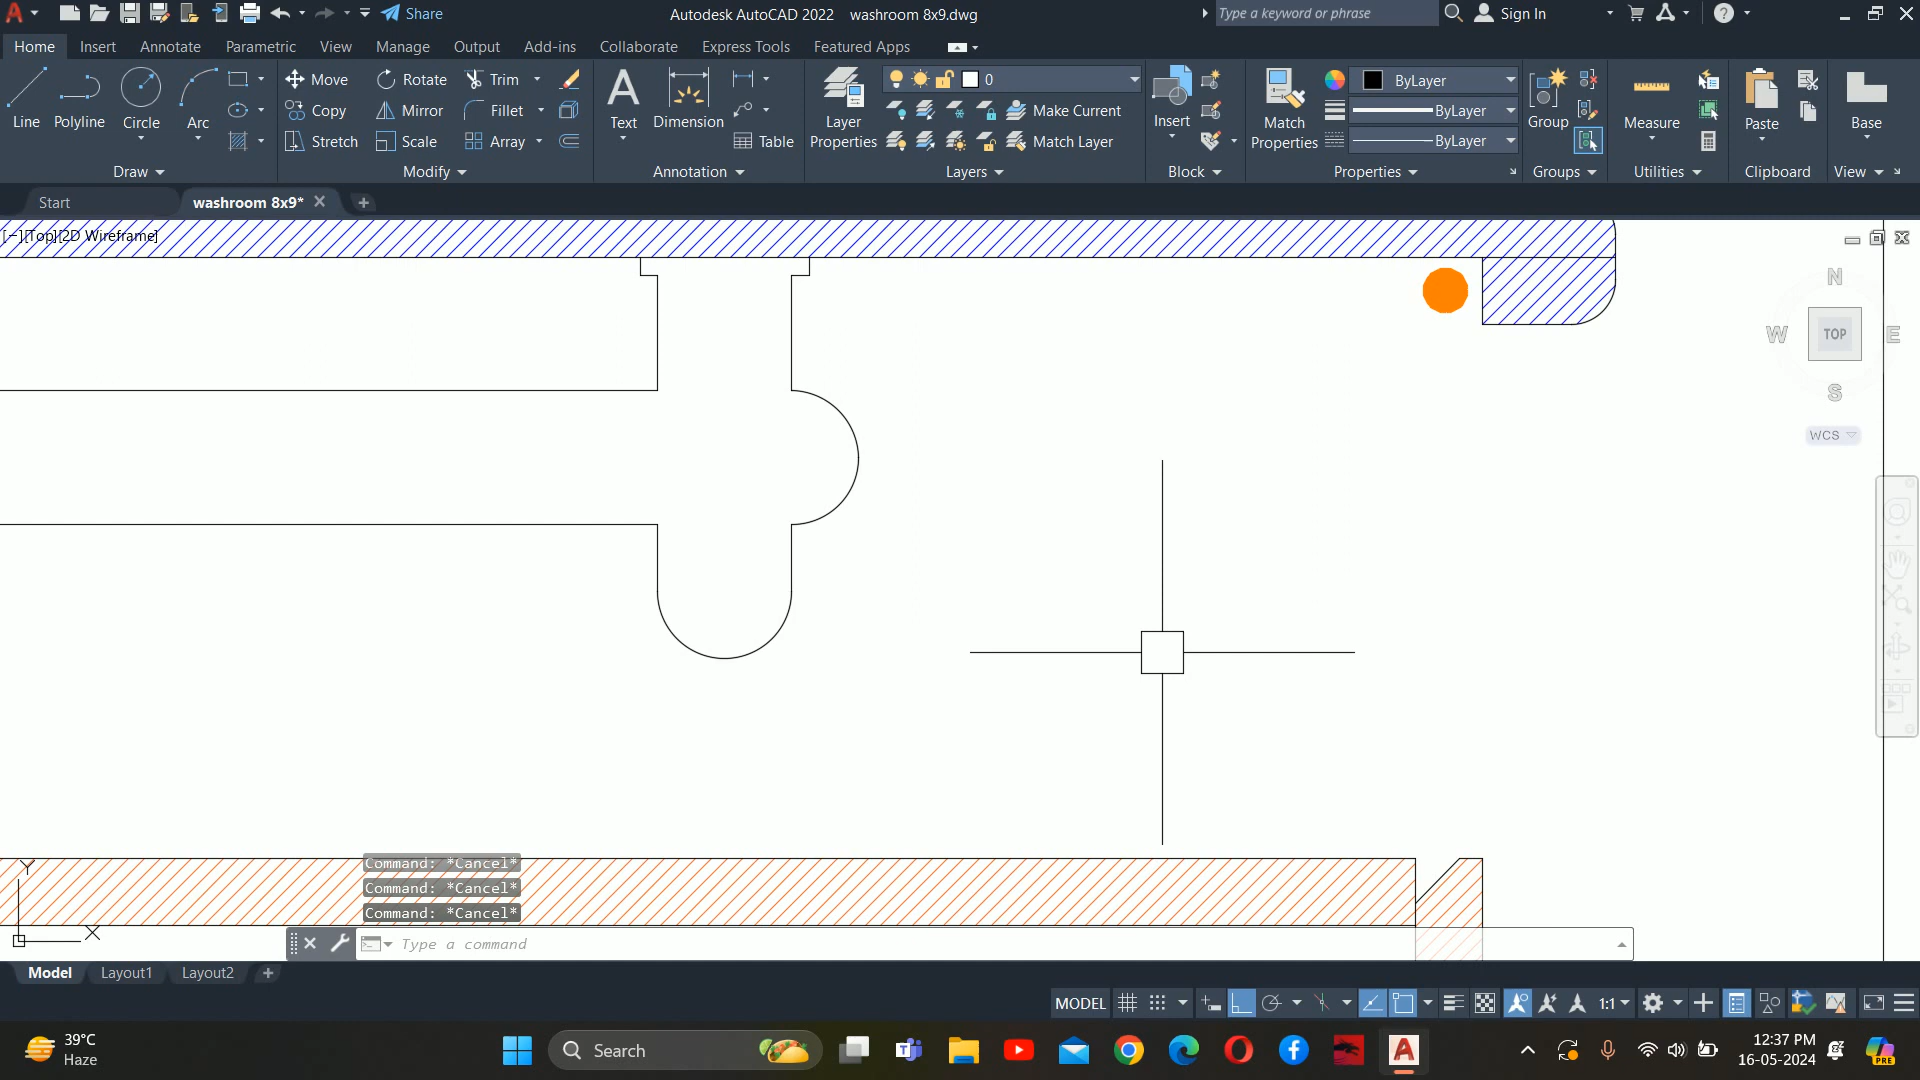 Share
Autodesk AutoCAD 2022 washroom 8x9.dwg
Type a keyword or phrase
Sign In
Home Insert Annotate Parametric View Manage Output Add-ins Collaborate Express Tools Featured Apps
Line Polyline Circle Arc
Draw
Move Rotate Trim
Copy Mirror Fillet
Stretch Scale Array
Modify
Text Dimension Table
Annotation
Layer Properties
0
Make Current
Match Layer
Layers
Insert
Block
Match Properties
ByLayer
ByLayer
ByLayer
Properties
Group
Groups
Measure
Utilities
Paste
Clipboard
Base
View
Start washroom 8x9*
[−][Top][2D Wireframe]
N
W TOP E
S
WCS
Y
X
Command: *Cancel*
Command: *Cancel*
Command: *Cancel*
Type a command
Model Layout1 Layout2
MODEL 1:1
39°C
Haze
Search
12:37 PM
16-05-2024
PRE